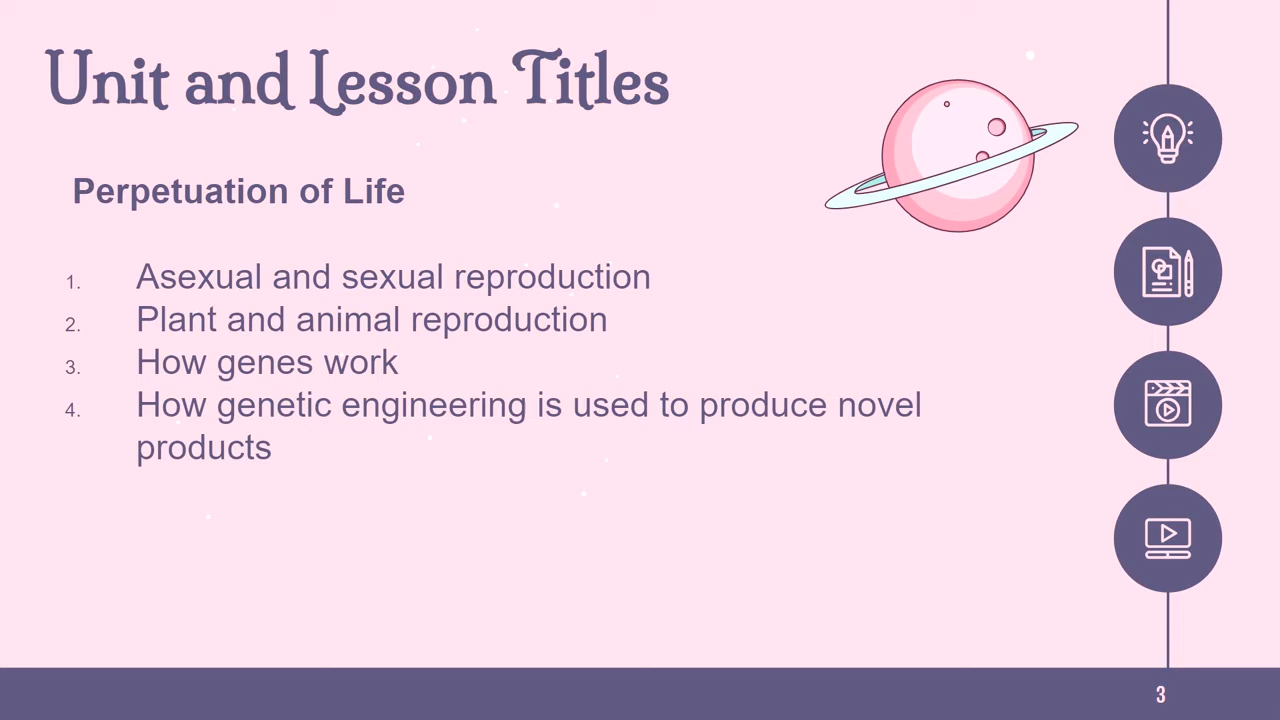 Unit and Lesson Titles
Perpetuation of Life
1. Asexual and sexual reproduction
2. Plant and animal reproduction
3. How genes work
4. How genetic engineering is used to produce novel
products
3